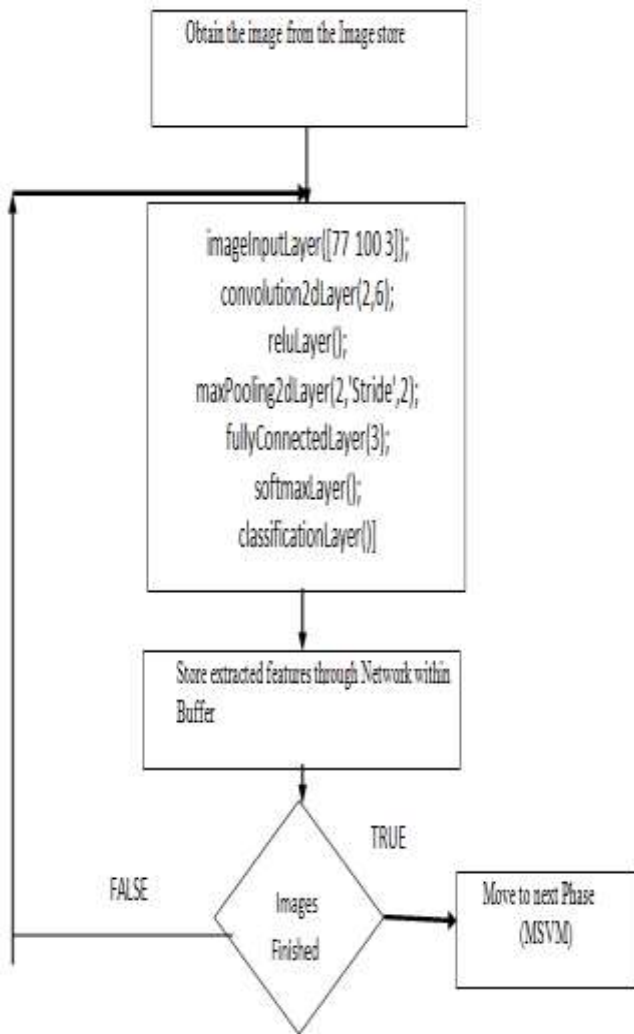 Obtain the image from the Image store
imageInputLayer([77 100 3]);
convolution2dLayer(2,6);
reluLayer();
maxPooling2dLayer(2,'Stride',2);
fullyConnectedLayer(3);
softmaxLayer();
classificationLayer()]
Store extracted features through Network within
Buffer
TRUE
FALSE
Images
Finished
Move to next Phase
(MSVM)